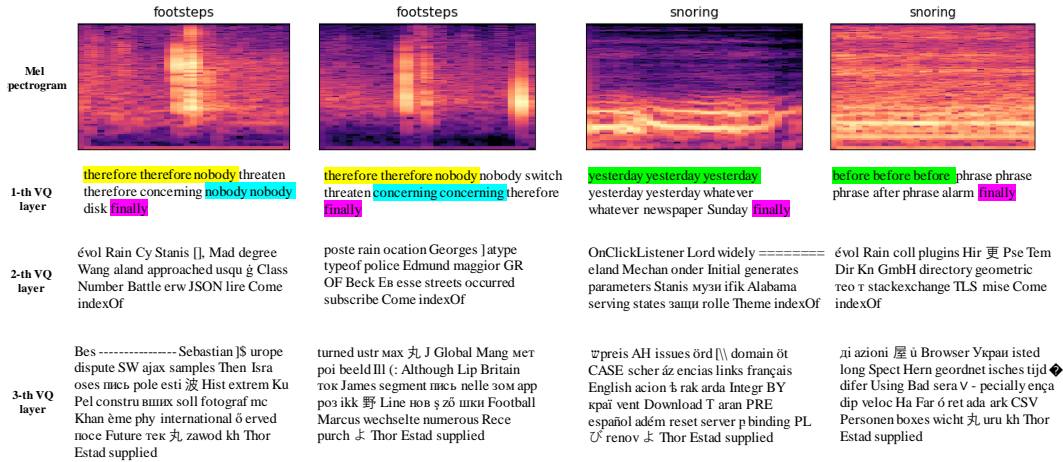 footsteps
footsteps
snoring
snoring
Mel
pectrogram
1-th VQ
layer
therefore therefore nobody threaten
therefore concerning nobody nobody
disk finally
therefore therefore nobody nobody switch
threaten concerning concerning therefore
finally
yesterday yesterday yesterday
yesterday yesterday whatever
whatever newspaper Sunday finally
before before before phrase phrase
phrase after phrase alarm finally
2-th VQ
layer
évol Rain Cy Stanis [], Mad degree
Wang aland approached usqu ġ Class
Number Battle erw JSON lire Come
indexOf
poste rain ocation Georges ] atype
typeof police Edmund maggior GR
OF Beck Ев esse streets occurred
subscribe Come indexOf
OnClickListener Lord widely ========
eland Mechan onder Initial generates
parameters Stanis музи ifik Alabama
serving states защи rolle Theme indexOf
évol Rain coll plugins Hir 更 Pse Tem
Dir Kn GmbH directory geometric
тео т stackexchange TLS mise Come
indexOf
3-th VQ
layer
Bes ---------------- Sebastian ]$ urope
dispute SW ajax samples Then Isra
oses пись pole esti 波 Hist extrem Ku
Pel constru вших soll fotograf mc
Khan ème phy international ő erved
посе Future тек 丸 zawod kh Thor
Estad supplied
turned ustr мах 丸 J Global Mang мет
poi beeld Ill (: Although Lip Britain
ток James segment пись nelle зом app
роз ikk 野 Line нов ș ző шки Football
Marcus wechselte numerous Rece
purch よ Thor Estad supplied
שׁ preis AH issues örd [\\ domain öt
CASE scher áz encias links français
English acion ѣ rak arda Integr BY
краї vent Download T aran PRE
español adém reset server p binding PL
び renov よ Thor Estad supplied
ді azioni 屋 ù Browser Украи isted
long Spect Hern geordnet isches tijd �
difer Using Bad sera V - pecially ença
dip veloc Ha Far ó ret ada ark CSV
Personen boxes wicht 丸 uru kh Thor
Estad supplied